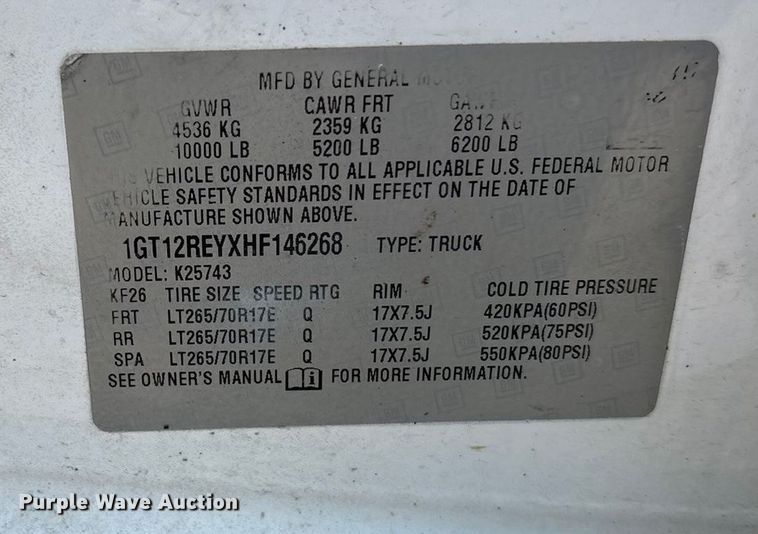 MFD BY GENERAL
GVWR GAWR FRT
4536 KG 2359 KG 2812 KG
10000 LB 5200 LB 6200 LB
VEHICLE CONFORMS TO ALL APPLICABLE U.S. FEDERAL MOTOR
VEHICLE SAFETY STANDARDS IN EFFECT ON THE DATE OF
MANUFACTURE SHOWN ABOVE.
1GT12REYXHF146268 TYPE: TRUCK
MODEL: K25743
KF26 TIRE SIZE SPEED RTG RIM COLD TIRE PRESSURE
FRT LT265/70R17E Q 17X7.5J 420KPA(60PSI)
RR LT265/70R17E Q 17X7.5J 520KPA(75PSI)
SPA LT265/70R17E Q 17X7.5J 550KPA(80PSI)
SEE OWNER'S MANUAL i FOR MORE INFORMATION.
Purple Wave Auction